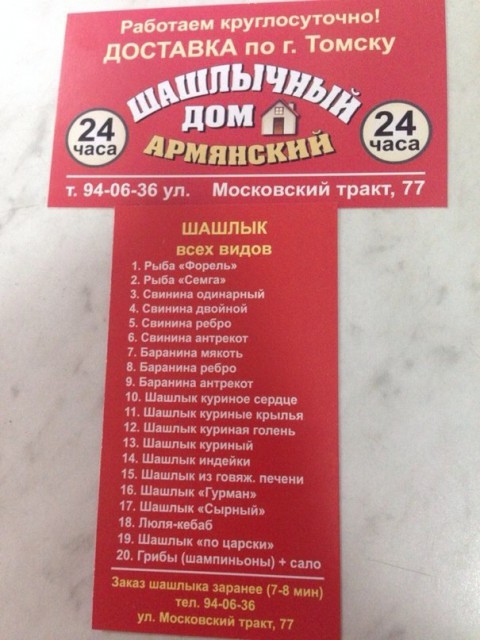 Работаем круглосуточно!
ДОСТАВКА по г. Томску
ШАШЛЫЧНЫЙ
ДОМ
АРМЯНСКИЙ
24
часа
24
часа
т. 94-06-36 ул. Московский тракт, 77
ШАШЛЫК
всех видов
1. Рыба «Форель»
2. Рыба «Семга»
3. Свинина одинарный
4. Свинина двойной
5. Свинина ребро
6. Свинина антрекот
7. Баранина мякоть
8. Баранина ребро
9. Баранина антрекот
10. Шашлык куриное сердце
11. Шашлык куриные крылья
12. Шашлык куриная голень
13. Шашлык куриный
14. Шашлык индейки
15. Шашлык из говяж. печени
16. Шашлык «Гурман»
17. Шашлык «Сырный»
18. Люля-кебаб
19. Шашлык «по царски»
20. Грибы (шампиньоны) + сало
Заказ шашлыка заранее (7-8 мин)
тел. 94-06-36
ул. Московский тракт, 77